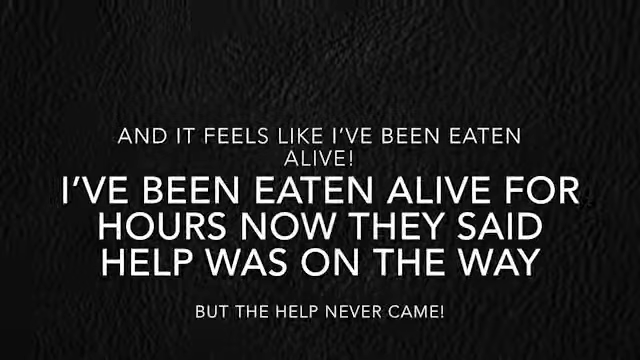 AND IT FEELS LIKE I’VE BEEN EATEN
ALIVE!
I’VE BEEN EATEN ALIVE FOR
HOURS NOW THEY SAID
HELP WAS ON THE WAY
BUT THE HELP NEVER CAME!